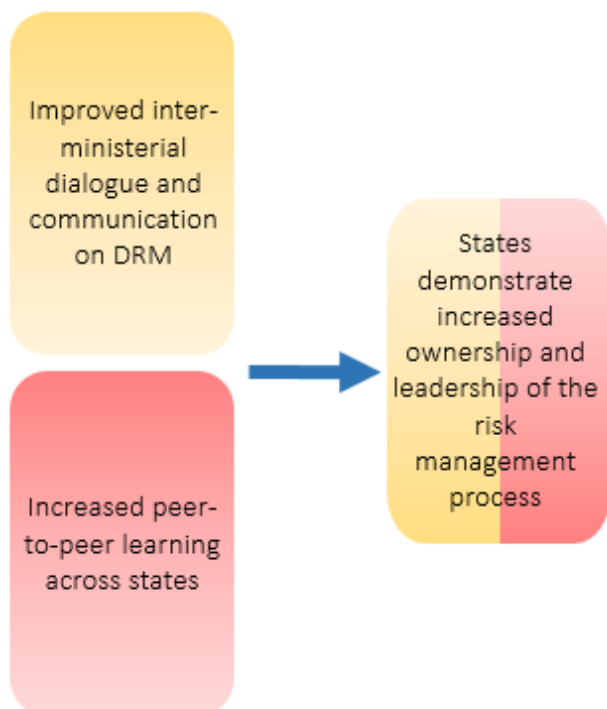 Improved inter-
ministerial
dialogue and
communication
on DRM
Increased peer-
to-peer learning
across states
States
demonstrate
increased
ownership and
leadership of the
risk
management
process